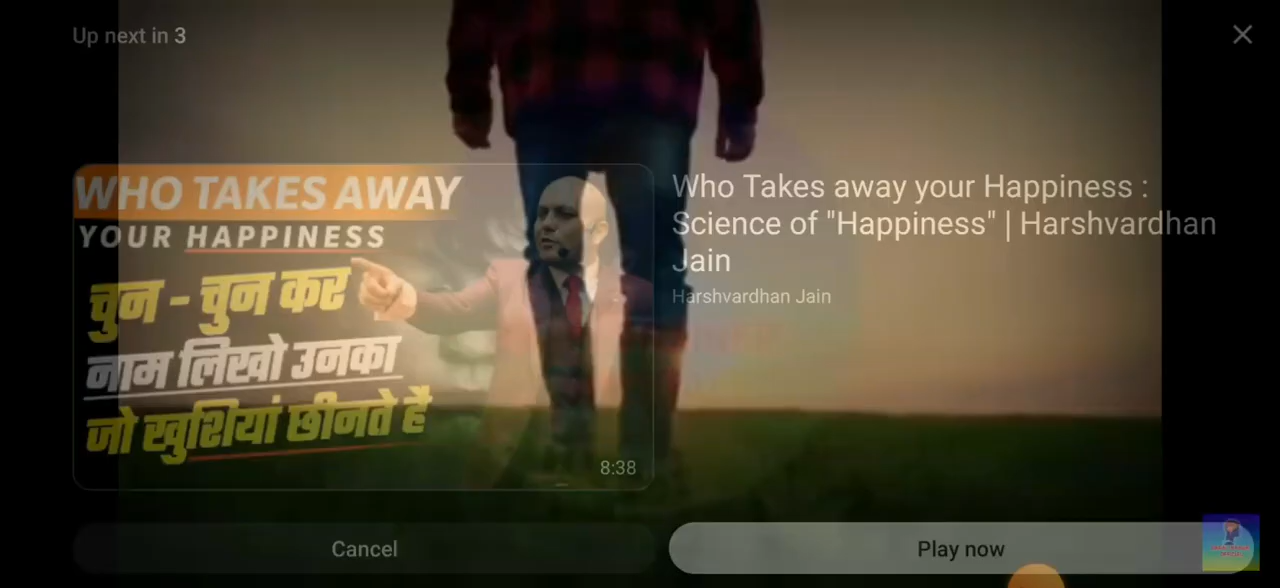 Up next in 3
WHO TAKES AWAY
YOUR HAPPINESS
चुन - चुन कर
नाम लिखो उनका
जो खुशियां छीनते है
8:38
Who Takes away your Happiness :
Science of "Happiness" | Harshvardhan
Jain
Harshvardhan Jain
Cancel
Play now